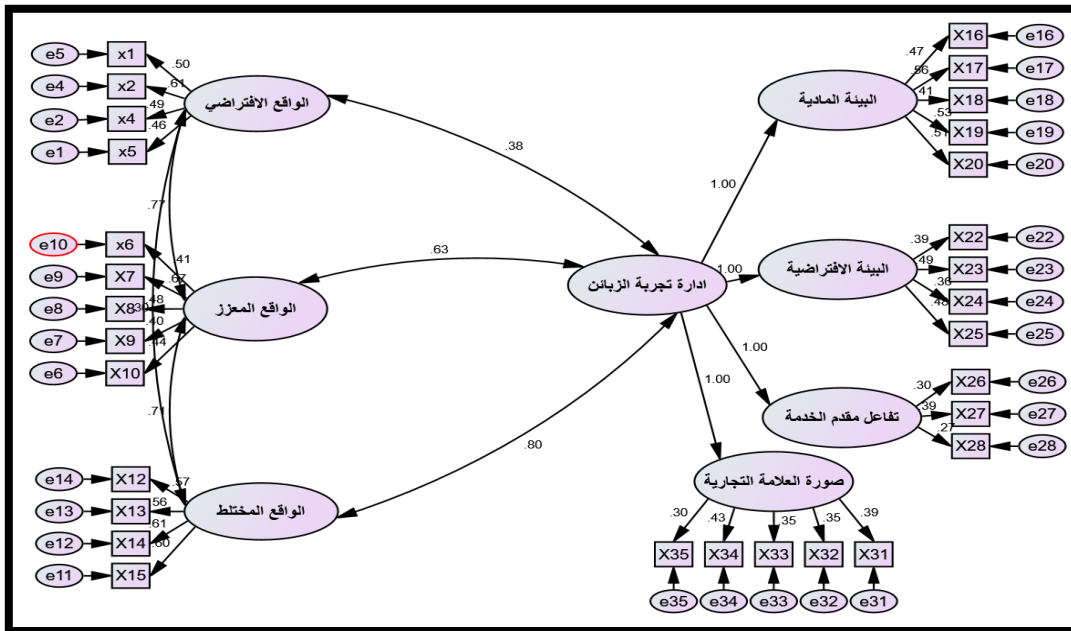 e5
x1
.50
e4
x2
.61
e2
x4
.49
e1
x5
.46
الواقع الافتراضي
.38
.77
e10
x6
.41
e9
X7
.67
e8
X8
.48
.39
e7
X9
.40
e6
X10
.44
الواقع المعزز
.63
.71
e14
X12
.57
e13
X13
.56
e12
X14
.61
e11
X15
.60
الواقع المختلط
.80
ادارة تجربة الزبائن
1.00
1.00
1.00
1.00
البيئة المادية
.47
X16
e16
.56
X17
e17
.41
X18
e18
.53
X19
e19
.51
X20
e20
البيئة الافتراضية
.39
X22
e22
.49
X23
e23
.36
X24
e24
.48
X25
e25
تفاعل مقدم الخدمة
.30
X26
e26
.39
X27
e27
.27
X28
e28
صورة العلامة التجارية
.30
.43
.35
.35
.39
X35
X34
X33
X32
X31
e35
e34
e33
e32
e31